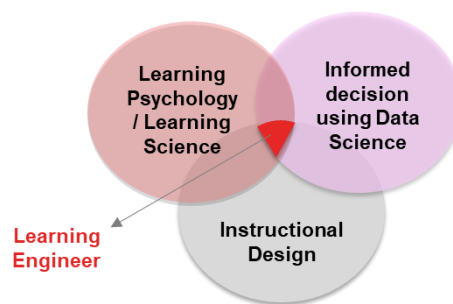 Learning
Psychology
/ Learning
Science
Informed
decision
using Data
Science
Instructional
Design
Learning
Engineer